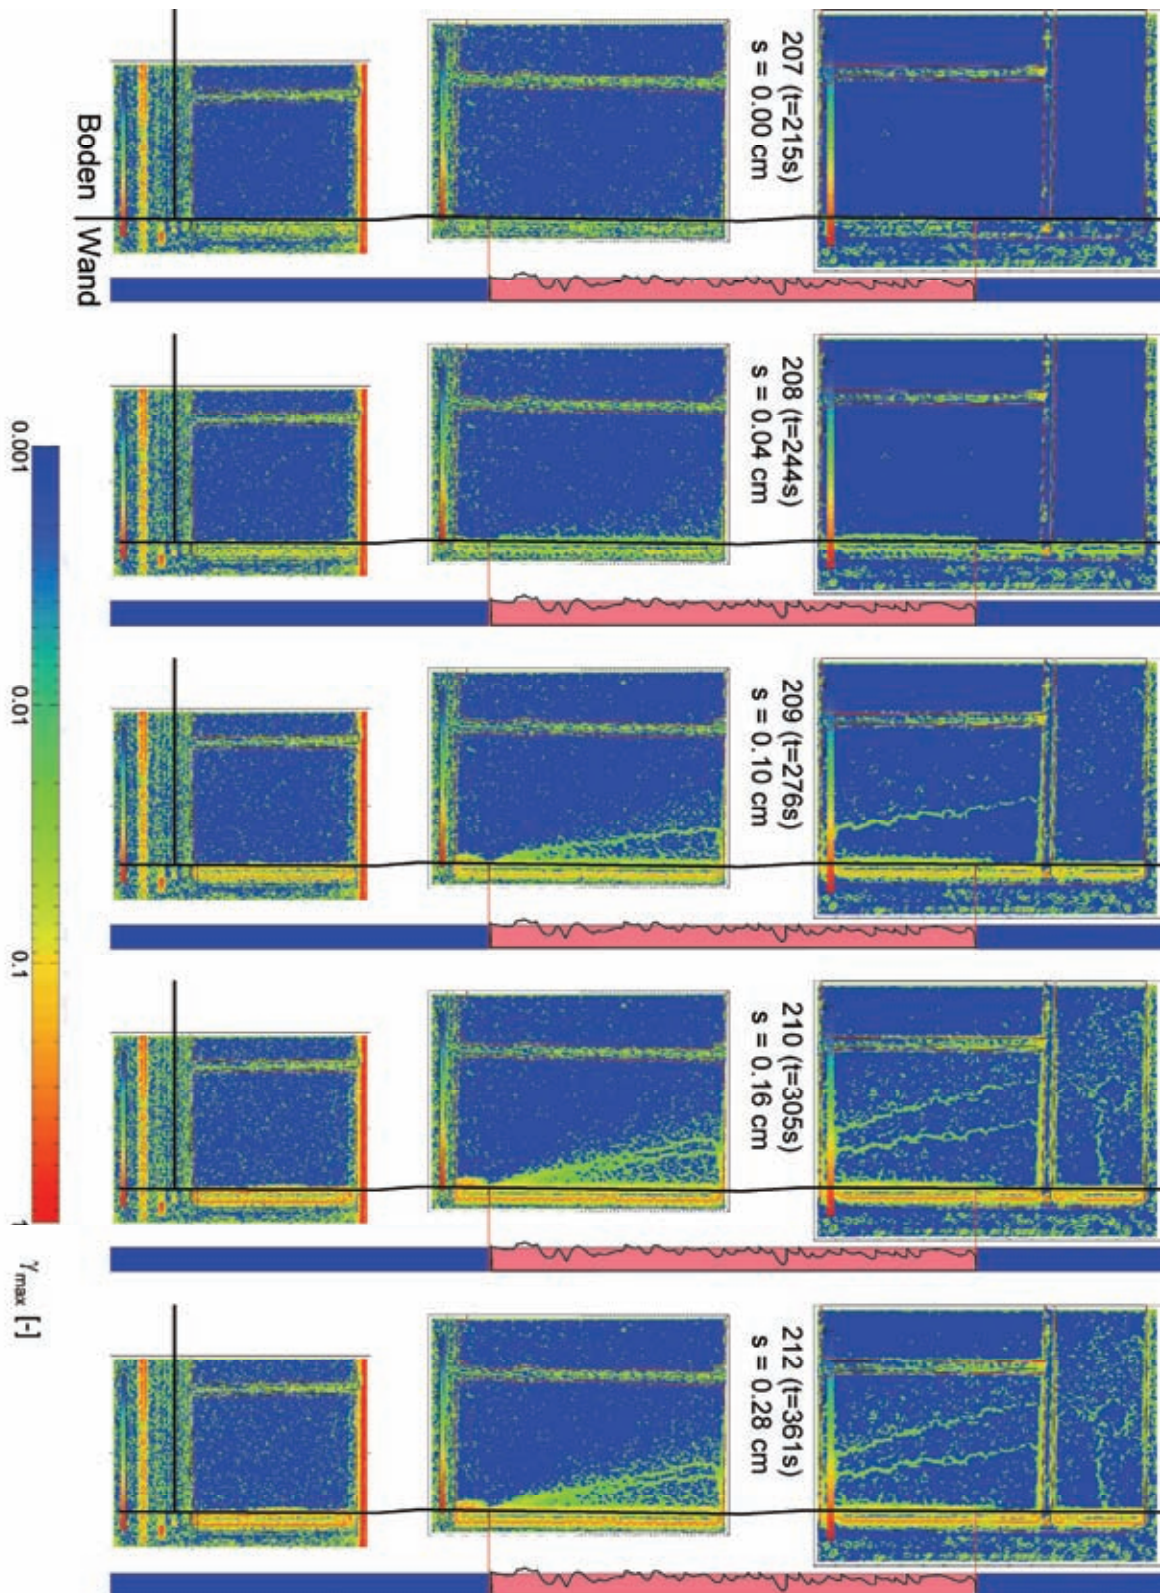 207 (t=215s)
s = 0.00 cm
Boden
Wand
208 (t=244s)
s = 0.04 cm
209 (t=276s)
s = 0.10 cm
210 (t=305s)
s = 0.16 cm
212 (t=361s)
s = 0.28 cm
0.001
0.01
0.1
1
γmax [-]